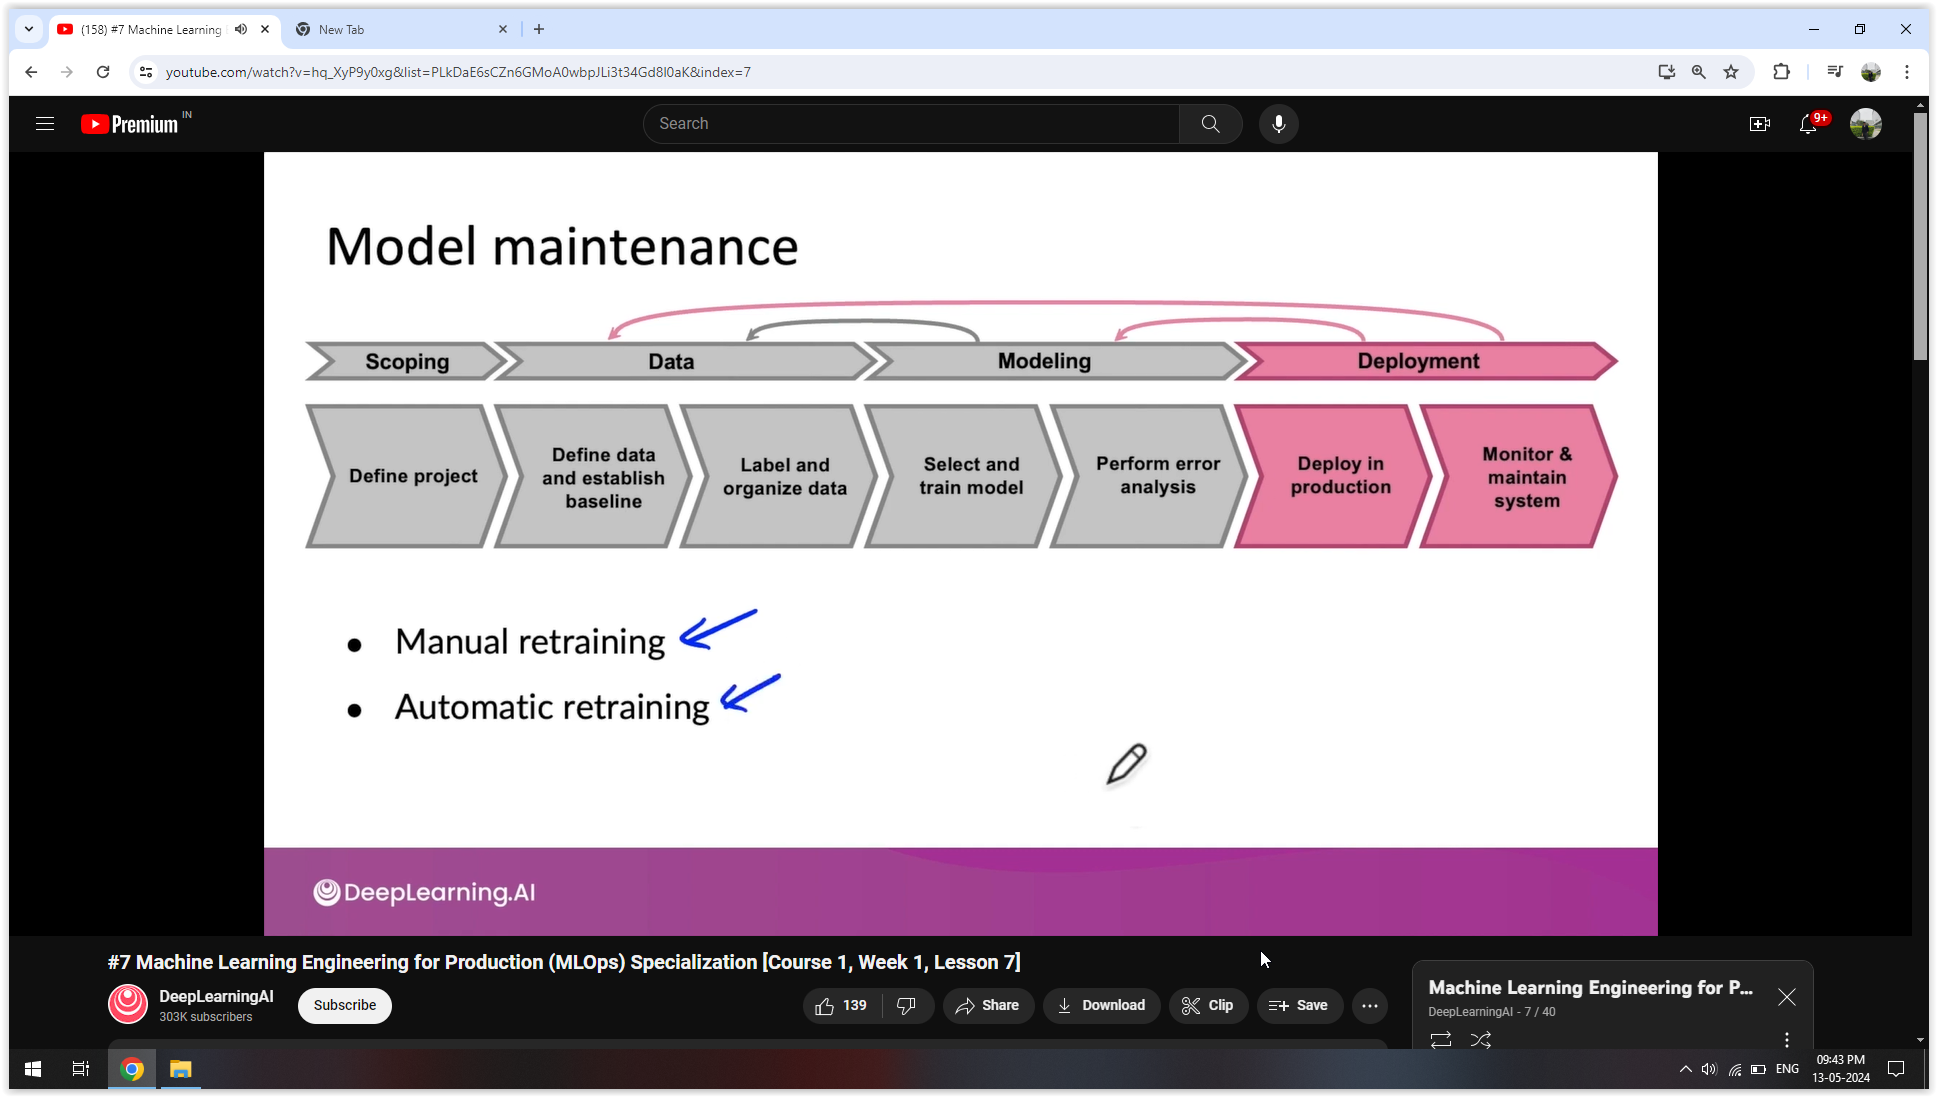 (158) #7 Machine Learning
New Tab
youtube.com/watch?v=hq_XyP9y0xg&list=PLkDaE6sCZn6GMoA0wbpJLi3t34Gd8l0aK&index=7
Premium IN
Search
9+
Model maintenance
Scoping Data Modeling Deployment
Define project
Define data
and establish
baseline
Label and
organize data
Select and
train model
Perform error
analysis
Deploy in
production
Monitor &
maintain
system
• Manual retraining
• Automatic retraining
DeepLearning.AI
#7 Machine Learning Engineering for Production (MLOps) Specialization [Course 1, Week 1, Lesson 7]
DeepLearningAI
303K subscribers
Subscribe
139
Share
Download
Clip
Save
Machine Learning Engineering for P...
DeepLearningAI - 7 / 40
ENG
09:43 PM
13-05-2024